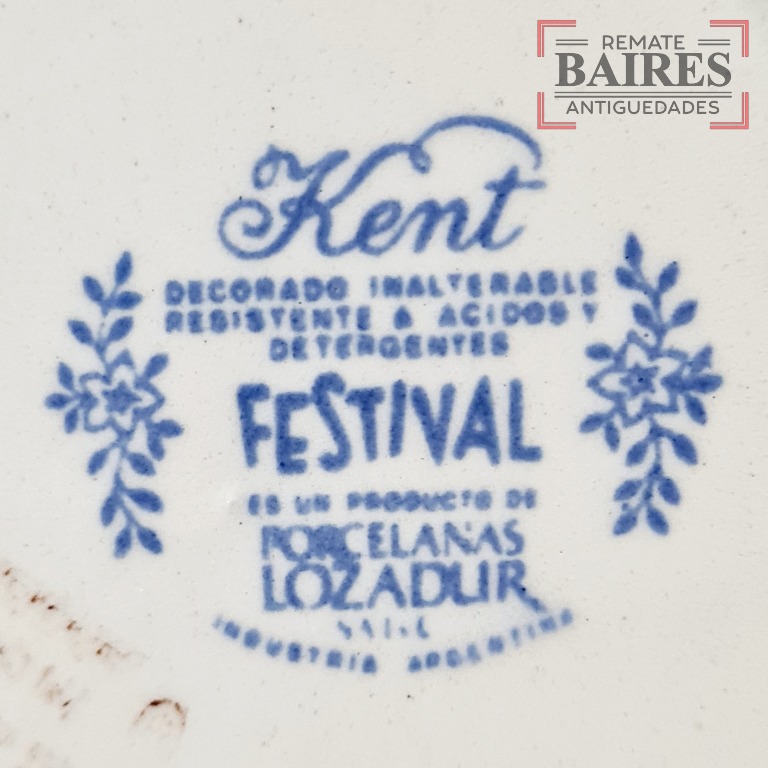 REMATE
BAIRES
ANTIGUEDADES
Kent
DECORADO INALTERABLE
RESISTENTE A ACIDOS Y
DETERGENTES
FESTIVAL
ES UN PRODUCTO DE
PORCELANAS
LOZADUR
INDUSTRIA ARGENTINA